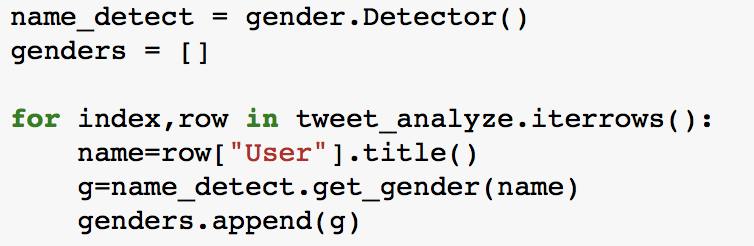 name_detect = gender.Detector()
genders = []
for index,row in tweet_analyze.iterrows():
    name=row["User"].title()
    g=name_detect.get_gender(name)
    genders.append(g)